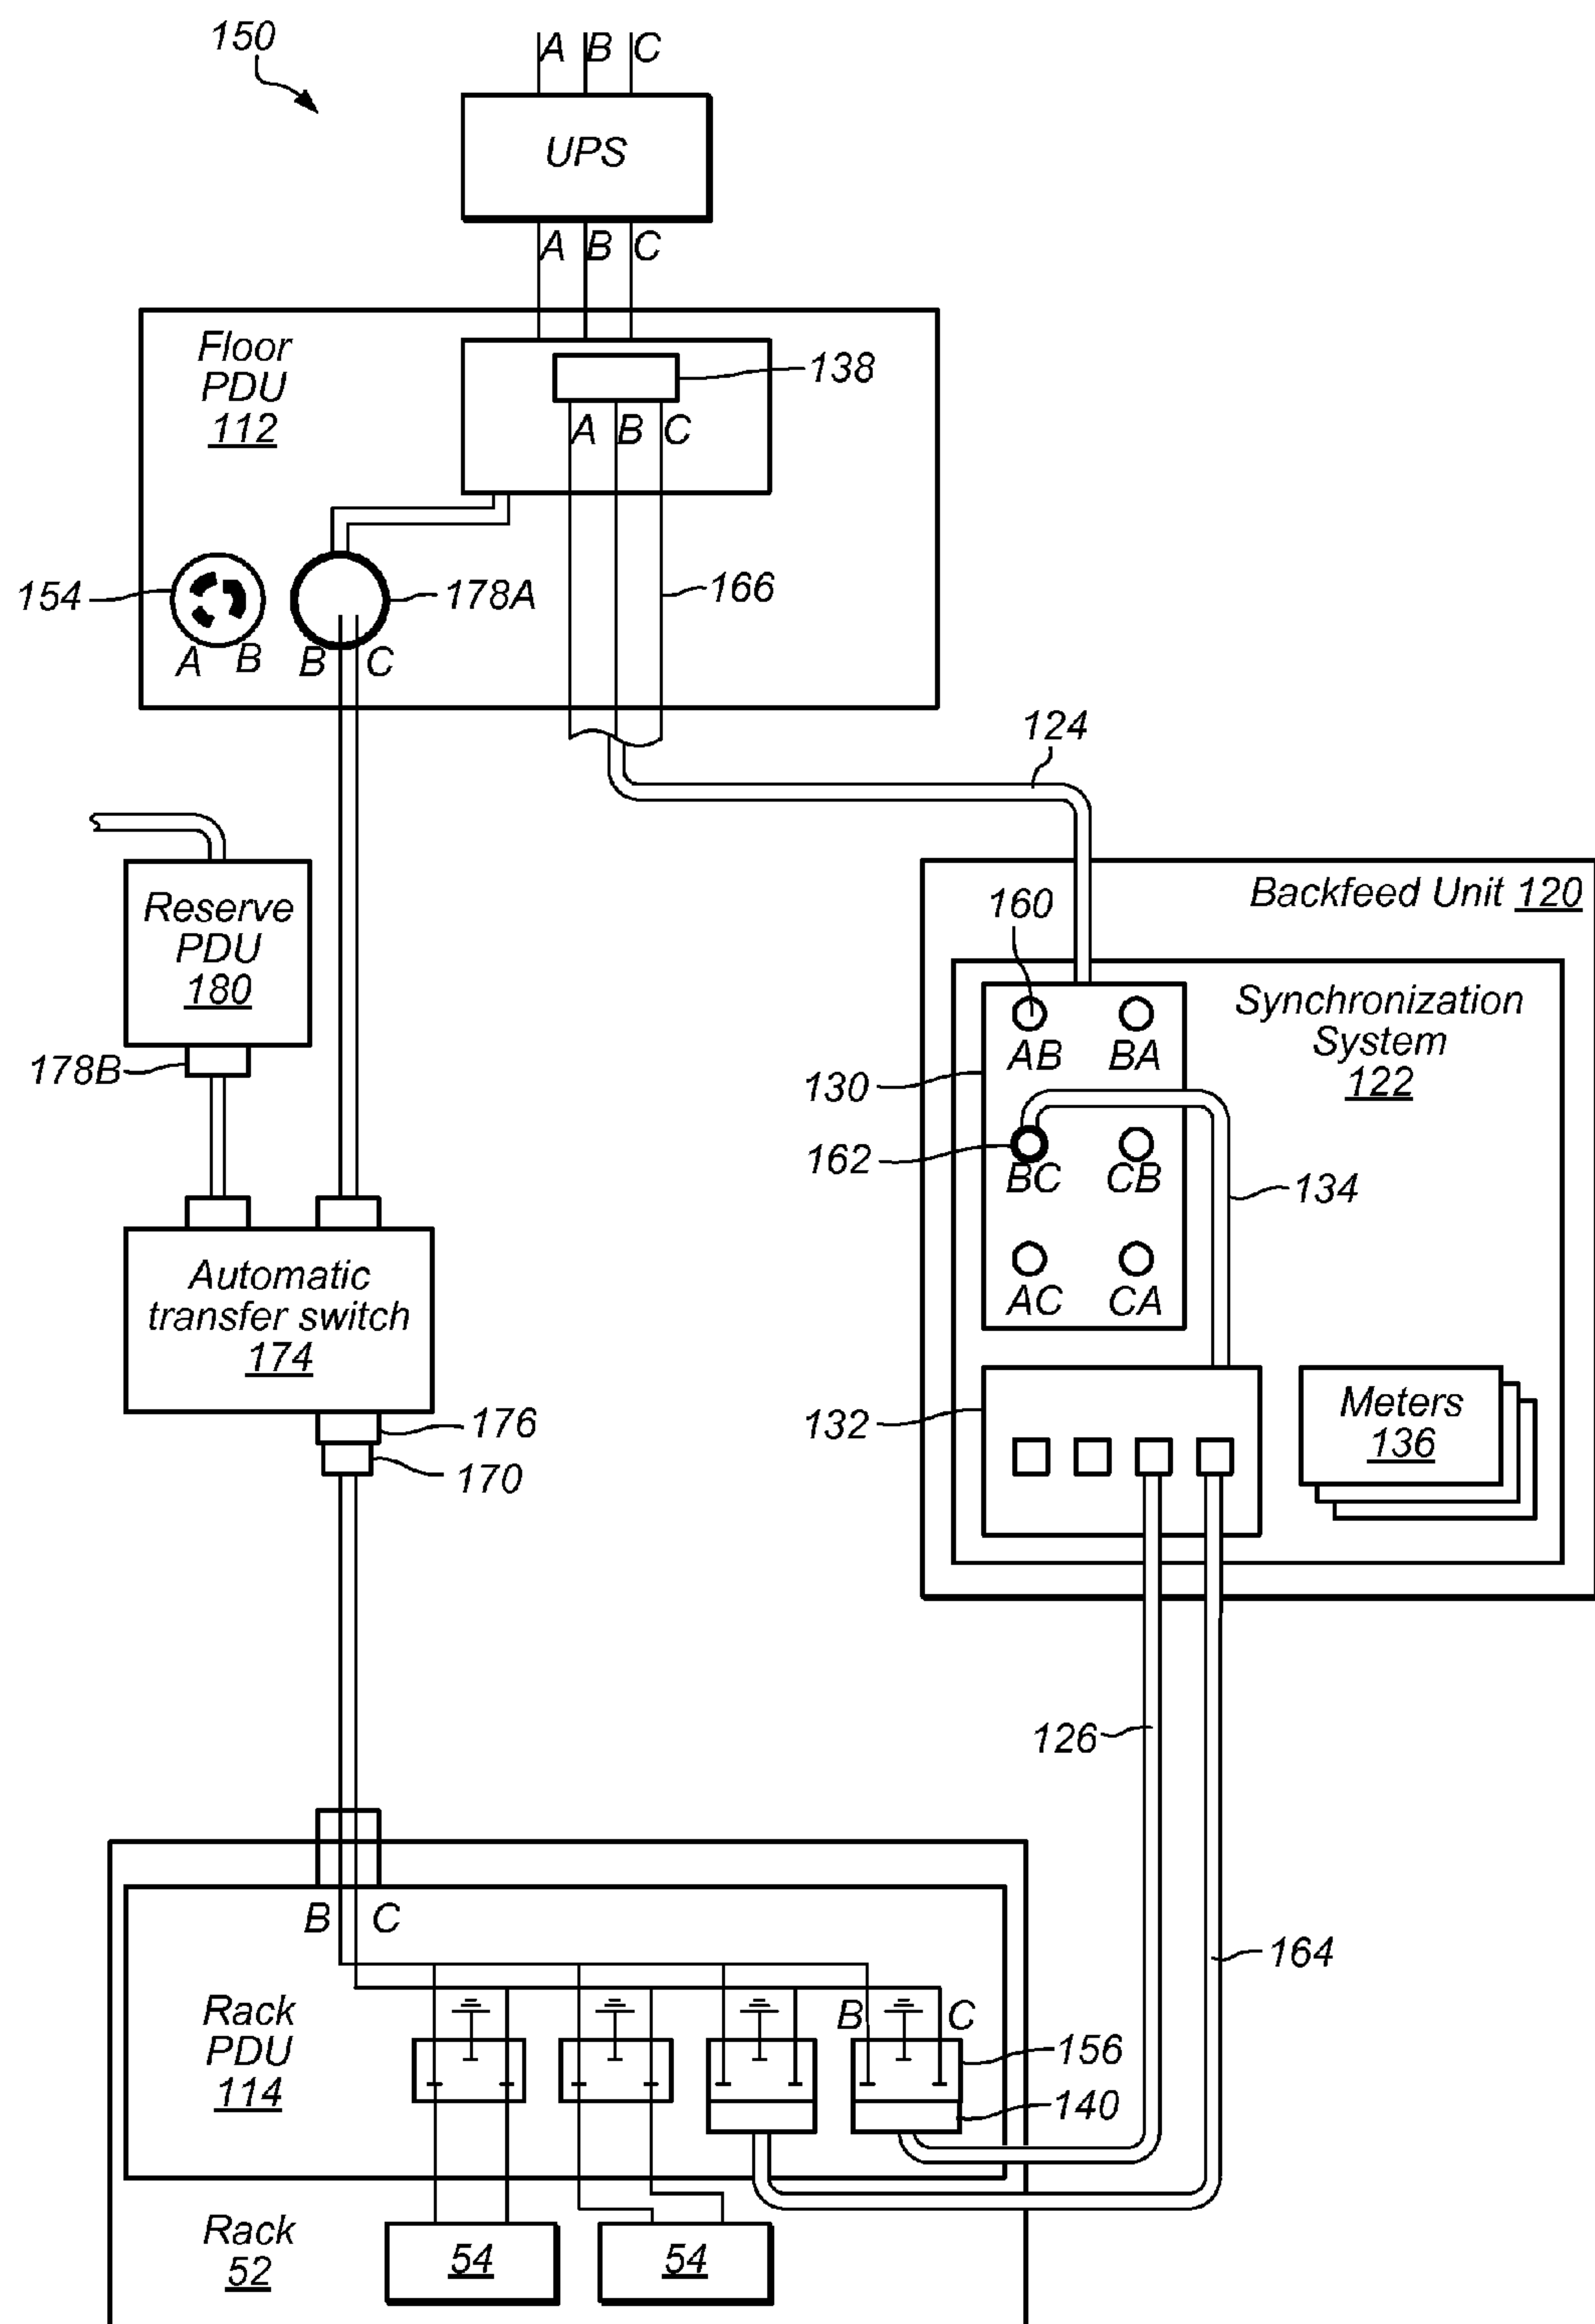 150
A B C
UPS
A B C
Floor
PDU
112
138
A B C
154
178A
166
A B
B C
124
Reserve
PDU
180
178B
Backfeed Unit 120
160
Synchronization
System
122
AB BA
130
162
BC CB
134
AC CA
Automatic
transfer switch
174
132
Meters
136
176
170
126
164
B C
Rack
PDU
114
B C
156
140
Rack
52
54
54